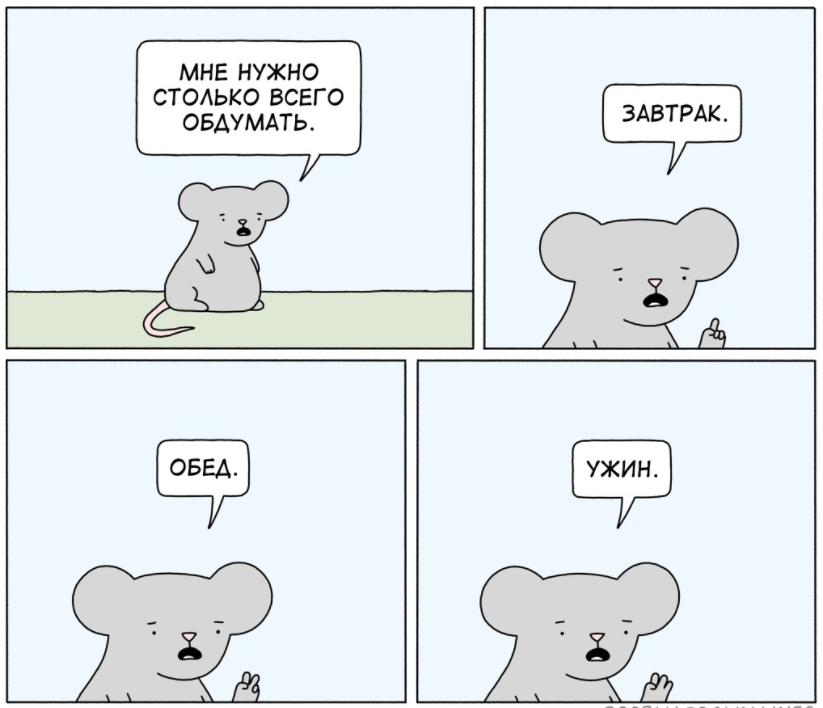 МНЕ НУЖНО
СТОЛЬКО ВСЕГО
ОБДУМАТЬ.
ЗАВТРАК.
ОБЕД.
УЖИН.